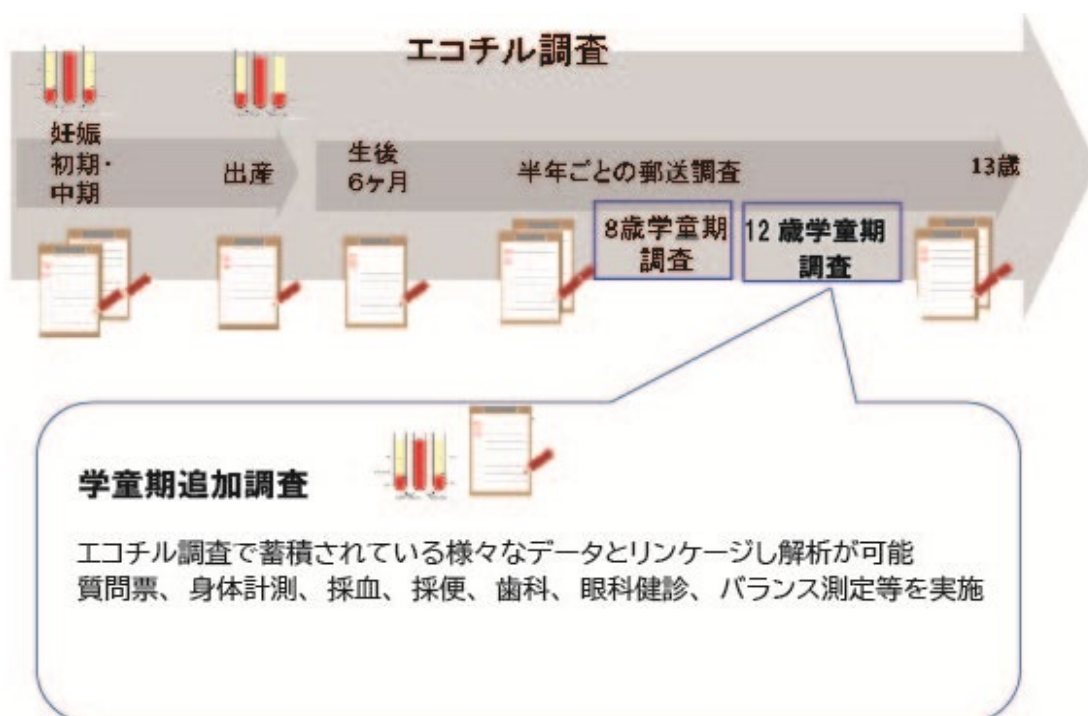 エコチル調査
妊娠
初期・
中期
出産
生後
6ヶ月
半年ごとの郵送調査
13歳
8歳学童期
調査
12 歳学童期
調査
学童期追加調査
エコチル調査で蓄積されている様々なデータとリンケージし解析が可能
質問票、身体計測、採血、採便、歯科、眼科健診、バランス測定等を実施